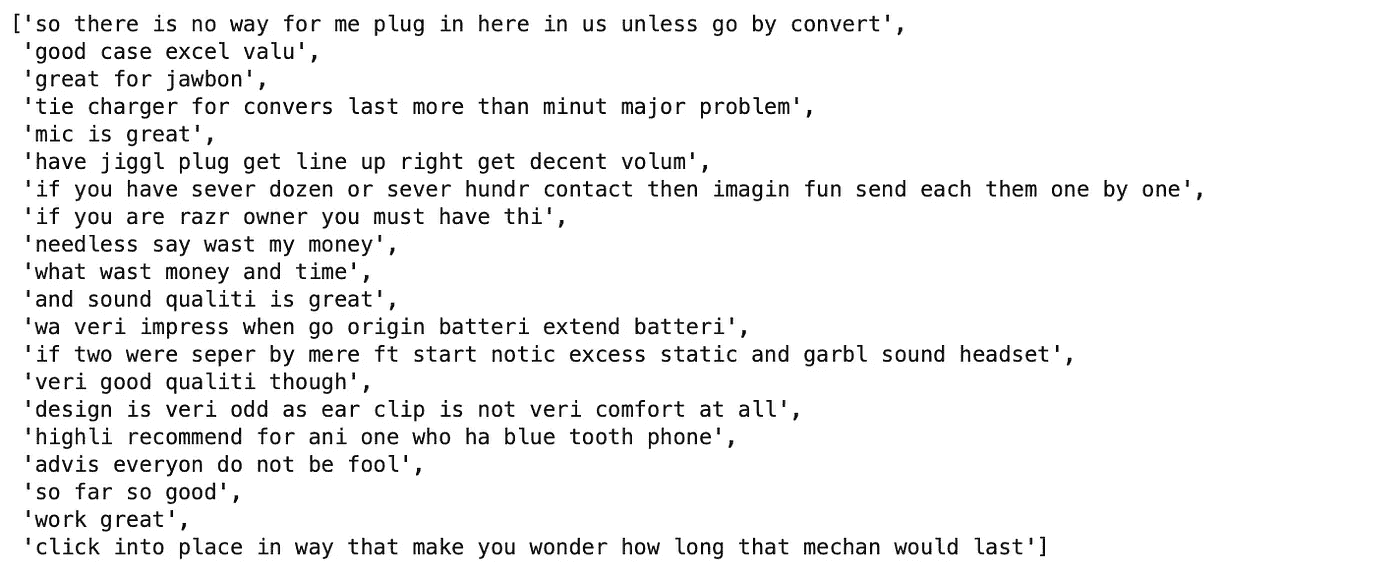 ['so there is no way for me plug in here in us unless go by convert',
'good case excel valu',
'great for jawbon',
'tie charger for convers last more than minut major problem',
'mic is great',
'have jiggl plug get line up right get decent volum',
'if you have sever dozen or sever hundr contact then imagin fun send each them one by one',
'if you are razr owner you must have thi',
'needless say wast my money',
'what wast money and time',
'and sound qualiti is great',
'wa veri impress when go origin batteri extend batteri',
'if two were seper by mere ft start notic excess static and garbl sound headset',
'veri good qualiti though',
'design is veri odd as ear clip is not veri comfort at all',
'highli recommend for ani one who ha blue tooth phone',
'advis everyon do not be fool',
'so far so good',
'work great',
'click into place in way that make you wonder how long that mechan would last']